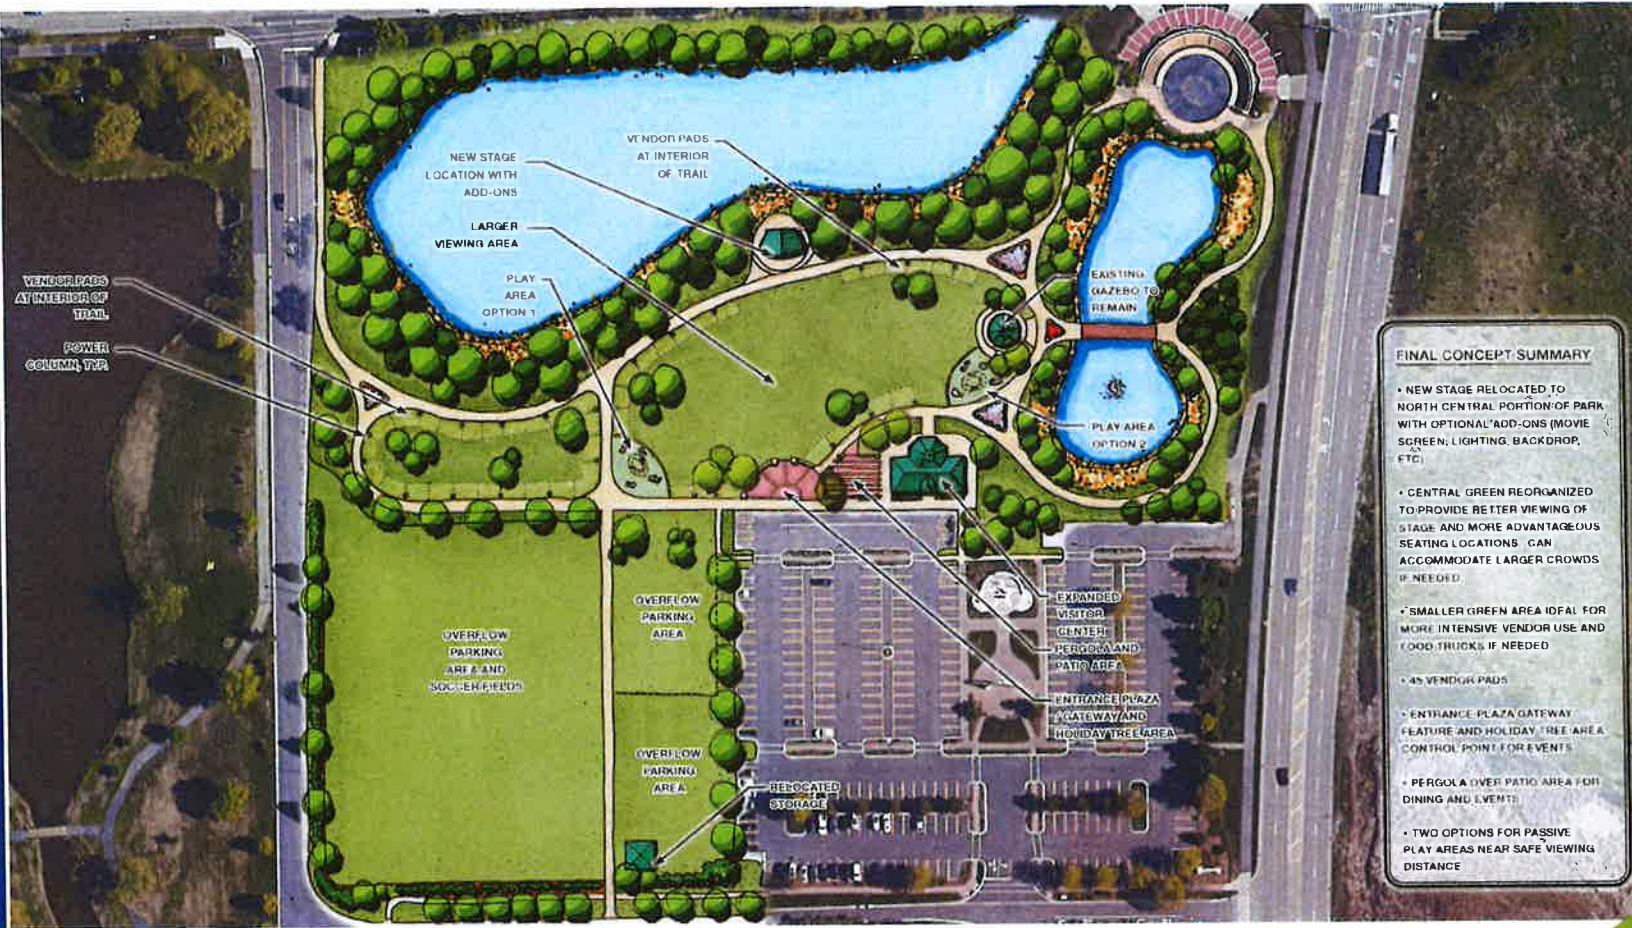 NEW STAGE
LOCATION WITH
ADD-ONS
VENDOR PADS
AT INTERIOR
OF TRAIL
LARGER
VIEWING AREA
PLAY
AREA
OPTION 1
VENDOR PADS
AT INTERIOR OF
TRAIL
POWER
COLUMN, TYP.
EXISTING
GAZEBO TO
REMAIN
PLAY AREA
OPTION 2
OVERFLOW
PARKING
AREA AND
SOCCER FIELDS
OVERFLOW
PARKING
AREA
OVERFLOW
PARKING
AREA
RELOCATED
STORAGE
EXPANDED
VISITOR
CENTER
PERGOLA AND
PATIO AREA
ENTRANCE PLAZA
/GATEWAY AND
HOLIDAY TREE AREA
FINAL CONCEPT SUMMARY
• NEW STAGE RELOCATED TO
NORTH CENTRAL PORTION OF PARK
WITH OPTIONAL ADD-ONS (MOVIE
SCREEN, LIGHTING, BACKDROP,
ETC)
• CENTRAL GREEN REORGANIZED
TO PROVIDE BETTER VIEWING OF
STAGE AND MORE ADVANTAGEOUS
SEATING LOCATIONS. CAN
ACCOMMODATE LARGER CROWDS
IF NEEDED
• SMALLER GREEN AREA IDEAL FOR
MORE INTENSIVE VENDOR USE AND
FOOD TRUCKS IF NEEDED
• 45 VENDOR PADS
• ENTRANCE PLAZA/GATEWAY
FEATURE AND HOLIDAY TREE AREA
CONTROL POINT FOR EVENTS
• PERGOLA OVER PATIO AREA FOR
DINING AND EVENTS
• TWO OPTIONS FOR PASSIVE
PLAY AREAS NEAR SAFE VIEWING
DISTANCE